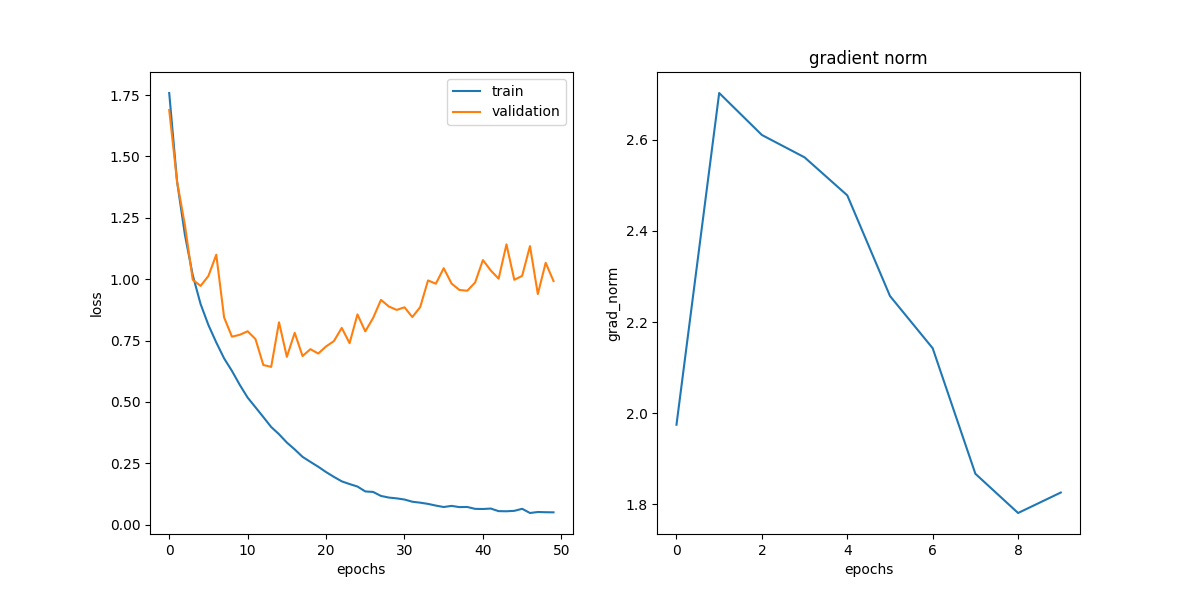 train
validation
1.75
1.50
1.25
1.00
0.75
0.50
0.25
0.00
loss
0 10 20 30 40 50
epochs
gradient norm
2.6
2.4
2.2
2.0
1.8
grad_norm
0 2 4 6 8
epochs